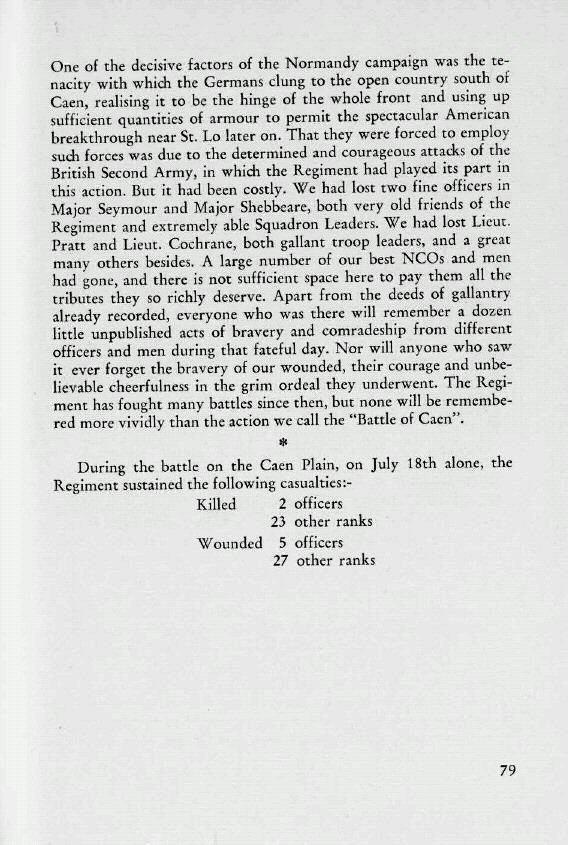 One of the decisive factors of the Normandy campaign was the te-
nacity with which the Germans clung to the open country south of
Caen, realising it to be the hinge of the whole front and using up
sufficient quantities of armour to permit the spectacular American
breakthrough near St. Lo later on. That they were forced to employ
such forces was due to the determined and courageous attacks of the
British Second Army, in which the Regiment had played its part in
this action. But it had been costly. We had lost two fine officers in
Major Seymour and Major Shebbeare, both very old friends of the
Regiment and extremely able Squadron Leaders. We had lost Lieut.
Pratt and Lieut. Cochrane, both gallant troop leaders, and a great
many others besides. A large number of our best NCOs and men
had gone, and there is not sufficient space here to pay them all the
tributes they so richly deserve. Apart from the deeds of gallantry
already recorded, everyone who was there will remember a dozen
little unpublished acts of bravery and comradeship from different
officers and men during that fateful day. Nor will anyone who saw
it ever forget the bravery of our wounded, their courage and unbe-
lievable cheerfulness in the grim ordeal they underwent. The Regi-
ment has fought many battles since then, but none will be remembe-
red more vividly than the action we call the “Battle of Caen”.
*
During the battle on the Caen Plain, on July 18th alone, the
Regiment sustained the following casualties:-
Killed 2 officers
23 other ranks
Wounded 5 officers
27 other ranks
79